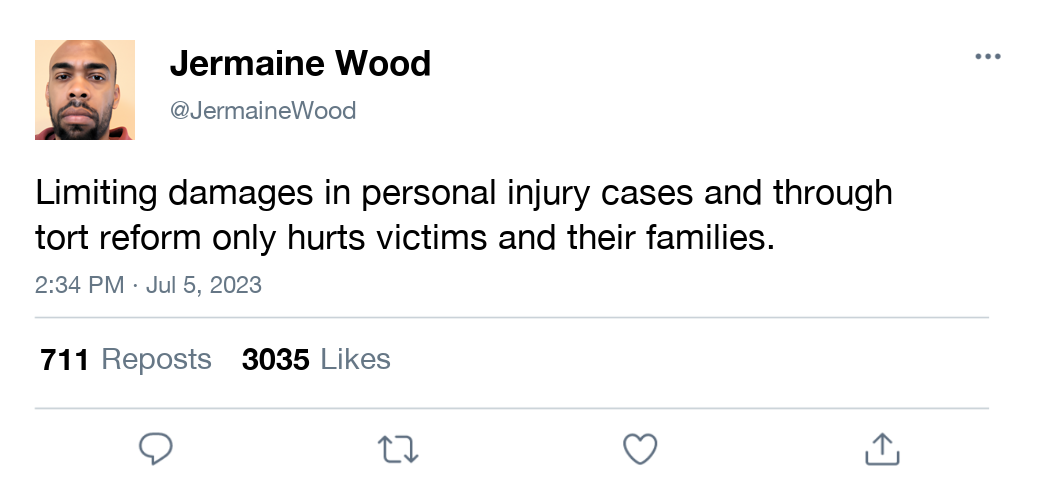 Jermaine Wood
@JermaineWood
Limiting damages in personal injury cases and through
tort reform only hurts victims and their families.
2:34 PM · Jul 5, 2023
711 Reposts 3035 Likes